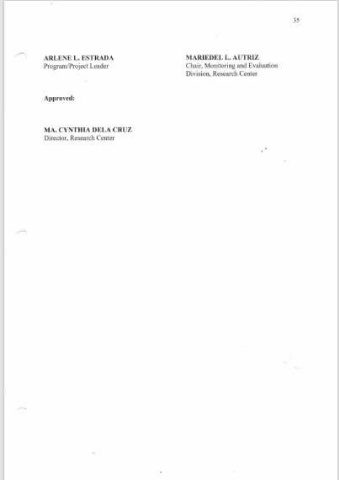 35
ARLENE L. ESTRADA
Program/Project Leader
MARIEDEL L. AUTRIZ
Chair, Monitoring and Evaluation
Division, Research Center
Approved:
MA. CYNTHIA DELA CRUZ
Director, Research Center